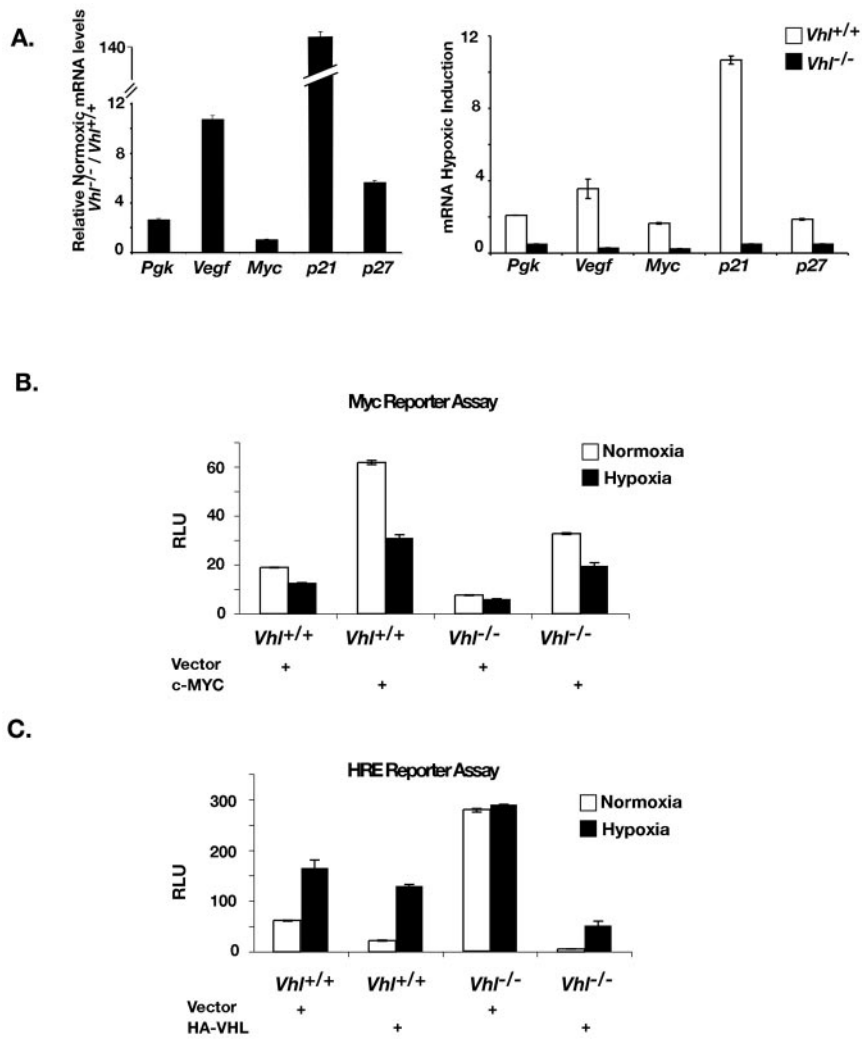 A.
Relative Normoxic mRNA levels
Vhl-/- / Vhl+/+
140
12
8
4
0
Pgk Vegf Myc p21 p27
mRNA Hypoxic Induction
12
8
4
0
Pgk Vegf Myc p21 p27
Vhl+/+
Vhl-/-
B.
Myc Reporter Assay
RLU
60
40
20
0
Normoxia
Hypoxia
Vhl+/+ Vhl+/+ Vhl-/- Vhl-/-
Vector + +
c-MYC + +
C.
HRE Reporter Assay
RLU
300
200
100
0
Normoxia
Hypoxia
Vhl+/+ Vhl+/+ Vhl-/- Vhl-/-
Vector + +
HA-VHL + +